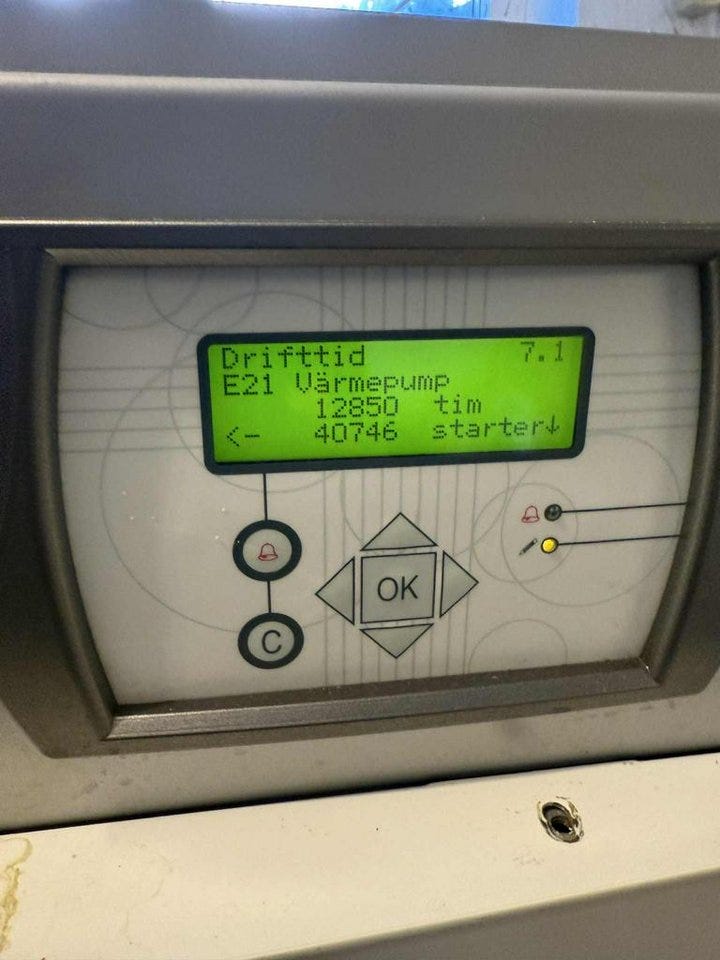 Drifttid 7.1
E21 Värmepump
12850 tim
<- 40746 starter↓
OK
C